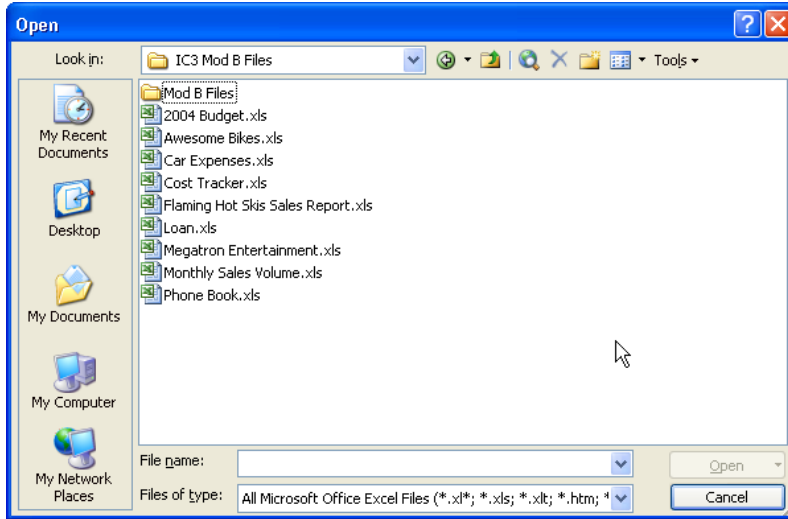 Open
Look in:
IC3 Mod B Files
Tools
My Recent
Documents
Desktop
My Documents
My Computer
My Network
Places
Mod B Files
2004 Budget.xls
Awesome Bikes.xls
Car Expenses.xls
Cost Tracker.xls
Flaming Hot Skis Sales Report.xls
Loan.xls
Megatron Entertainment.xls
Monthly Sales Volume.xls
Phone Book.xls
File name:
Open
Files of type:
All Microsoft Office Excel Files (*.xl*; *.xls; *.xlt; *.htm; *
Cancel